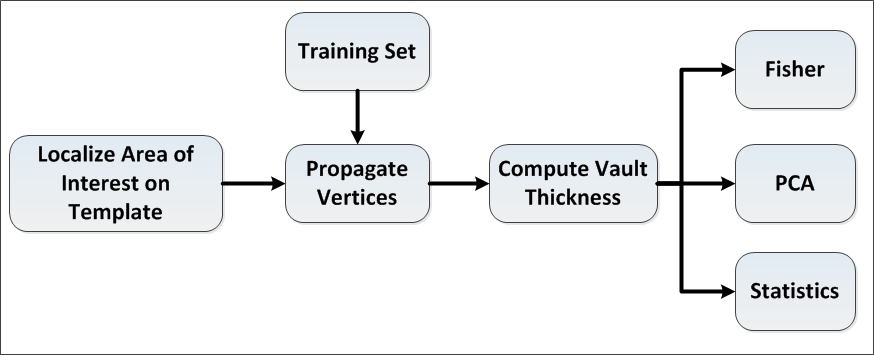 Training Set
Localize Area of
Interest on
Template
Propagate
Vertices
Compute Vault
Thickness
Fisher
PCA
Statistics